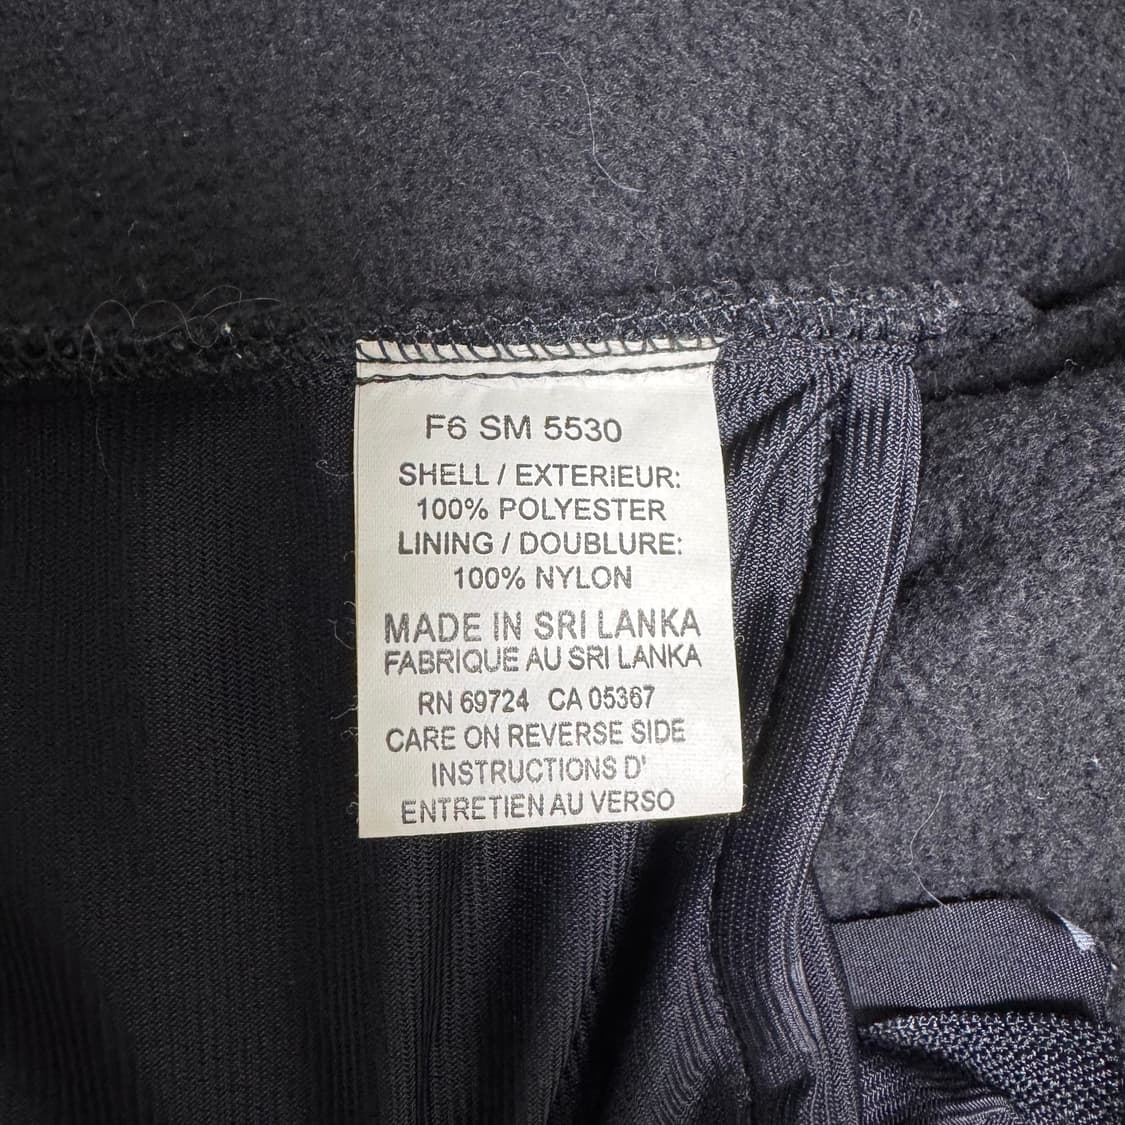 F6 SM 5530
SHELL / EXTERIEUR:
100% POLYESTER
LINING / DOUBLURE:
100% NYLON
MADE IN SRI LANKA
FABRIQUE AU SRI LANKA
RN 69724 CA 05367
CARE ON REVERSE SIDE
INSTRUCTIONS D'
ENTRETIEN AU VERSO